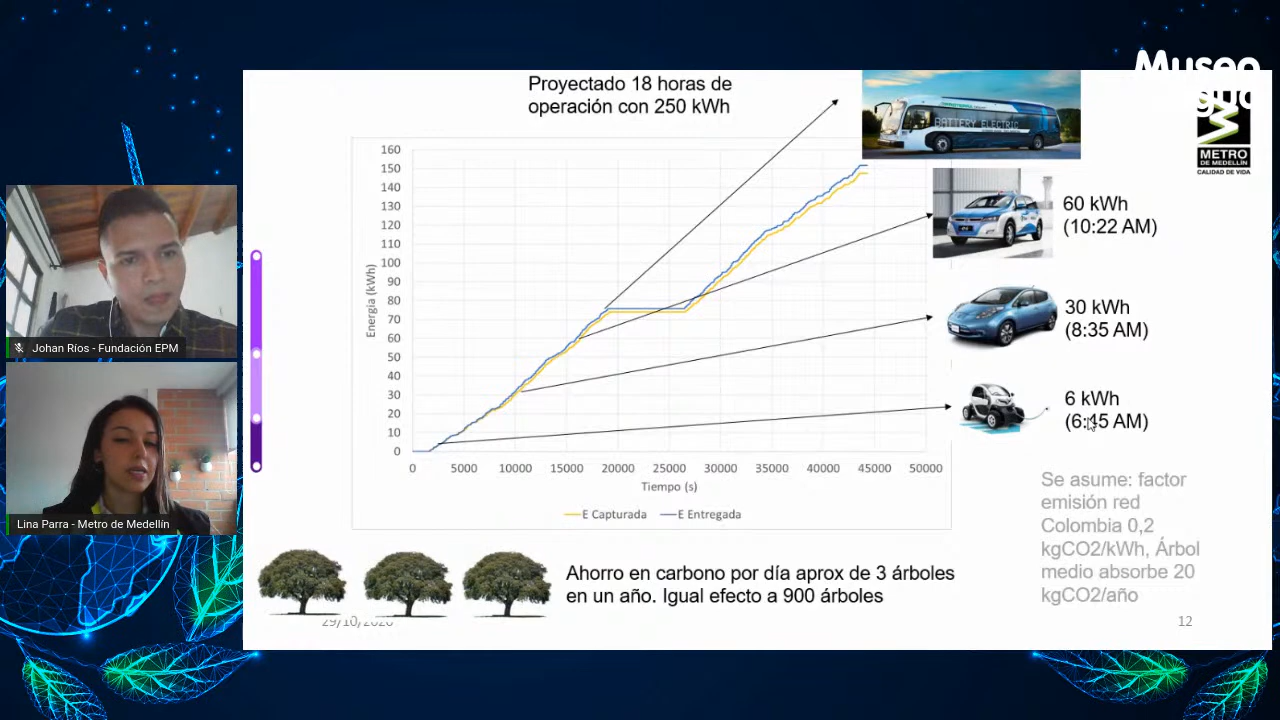 Proyectado 18 horas de
operación con 250 kWh
Museo
BATTERY ELECTRIC
METRO
DE MEDELLÍN
CALIDAD DE VIDA
160
150
140
130
120
110
100
90
80
70
60
50
40
30
20
10
0
Energia (kWh)
0 5000 10000 15000 20000 25000 30000 35000 40000 45000 50000
Tiempo (s)
E Capturada E Entregada
60 kWh
(10:22 AM)
30 kWh
(8:35 AM)
6 kWh
(6:45 AM)
Se asume: factor
emisión red
Colombia 0,2
kgCO2/kWh, Árbol
medio absorbe 20
kgCO2/año
Ahorro en carbono por día aprox de 3 árboles
en un año. Igual efecto a 900 árboles
29/10/2020
12
Johan Ríos - Fundación EPM
Lina Parra - Metro de Medellín